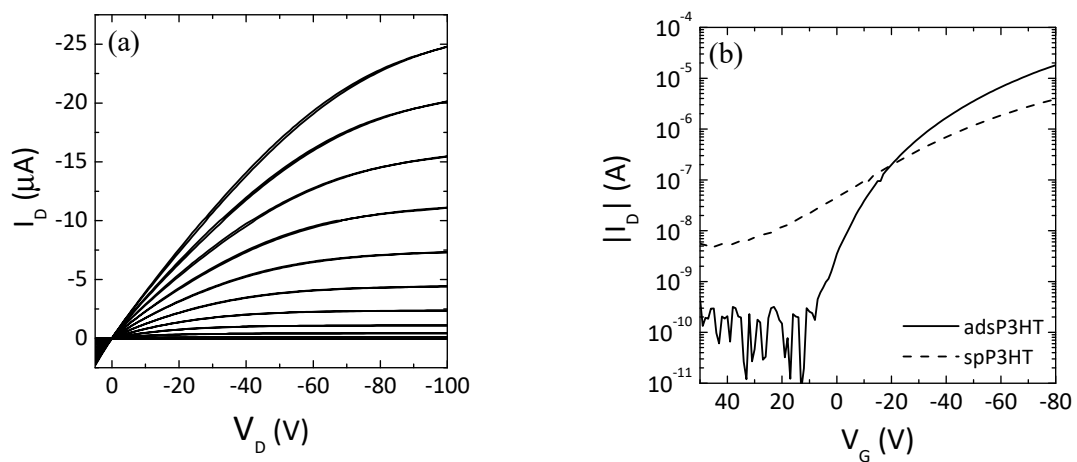 (a)
-25
-20
-15
-10
-5
0
I_D (μA)
0 -20 -40 -60 -80 -100
V_D (V)
(b)
10^-4
10^-5
10^-6
10^-7
10^-8
10^-9
10^-10
10^-11
|I_D| (A)
adsP3HT
spP3HT
40 20 0 -20 -40 -60 -80
V_G (V)